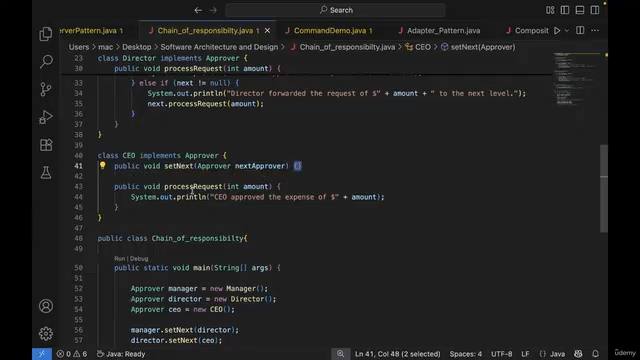 Search
erverPattern.java 1
Chain_of_responsibilty.java 1 ×
CommandDemo.java 1
Adapter_Pattern.java
Composit
Users > mac > Desktop > Software Architecture and Design > Chain_of_responsibilty.java > CEO > setNext(Approver)
23 class Director implements Approver {
30 public void processRequest(int amount) {
33 } else if (next != null) {
34 System.out.println("Director forwarded the request of $" + amount + " to the next level.");
35 next.processRequest(amount);
36 }
37 }
38 }
39
40 class CEO implements Approver {
41 public void setNext(Approver nextApprover) {}
42
43 public void processRequest(int amount) {
44 System.out.println("CEO approved the expense of $" + amount);
45 }
46 }
47
48 public class Chain_of_responsibilty{
49
Run | Debug
50 public static void main(String[] args) {
51
52 Approver manager = new Manager();
53 Approver director = new Director();
54 Approver ceo = new CEO();
55
56 manager.setNext(director);
57 director.setNext(ceo);
0 6 Java: Ready
Ln 41, Col 48 (2 selected) Spaces: 4 UTF-8 LF Java
udemy